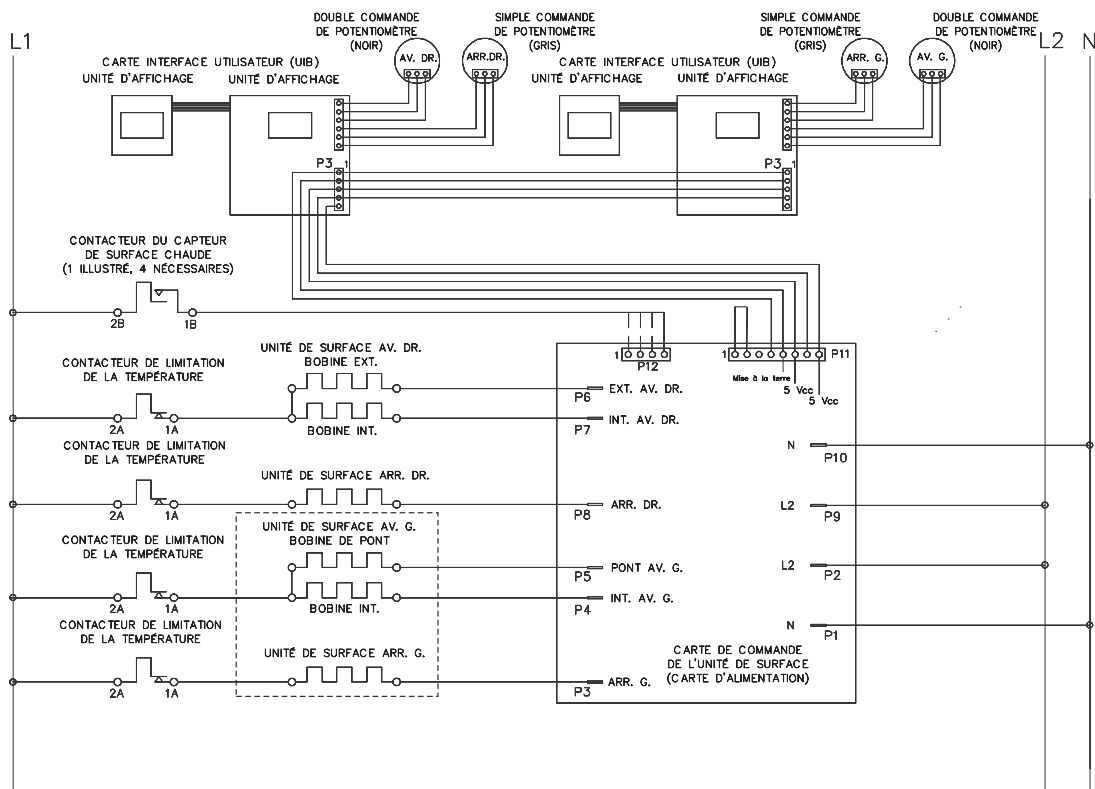 L1
DOUBLE COMMANDE
DE POTENTIOMÈTRE
(NOIR)
SIMPLE COMMANDE
DE POTENTIOMÈTRE
(GRIS)
SIMPLE COMMANDE
DE POTENTIOMÈTRE
(GRIS)
DOUBLE COMMANDE
DE POTENTIOMÈTRE
(NOIR)
L2 N
AV. DR.
ARR.DR.
ARR. G.
AV. G.
CARTE INTERFACE UTILISATEUR (UIB)
UNITÉ D'AFFICHAGE UNITÉ D'AFFICHAGE
CARTE INTERFACE UTILISATEUR (UIB)
UNITÉ D'AFFICHAGE UNITÉ D'AFFICHAGE
P3 1
P3 1
CONTACTEUR DU CAPTEUR
DE SURFACE CHAUDE
(1 ILLUSTRÉ, 4 NÉCESSAIRES)
2B 1B
1
P12
1
P11
Mise à la terre
5 Vcc
5 Vcc
CONTACTEUR DE LIMITATION
DE LA TEMPÉRATURE
2A 1A
UNITÉ DE SURFACE AV. DR.
BOBINE EXT.
BOBINE INT.
P6 EXT. AV. DR.
P7 INT. AV. DR.
N P10
CONTACTEUR DE LIMITATION
DE LA TEMPÉRATURE
2A 1A
UNITÉ DE SURFACE ARR. DR.
P8 ARR. DR.
L2 P9
CONTACTEUR DE LIMITATION
DE LA TEMPÉRATURE
2A 1A
UNITÉ DE SURFACE AV. G.
BOBINE DE PONT
BOBINE INT.
P5 PONT AV. G.
P4 INT. AV. G.
L2 P2
N P1
CONTACTEUR DE LIMITATION
DE LA TEMPÉRATURE
2A 1A
UNITÉ DE SURFACE ARR. G.
P3 ARR. G.
CARTE DE COMMANDE
DE L'UNITÉ DE SURFACE
(CARTE D'ALIMENTATION)